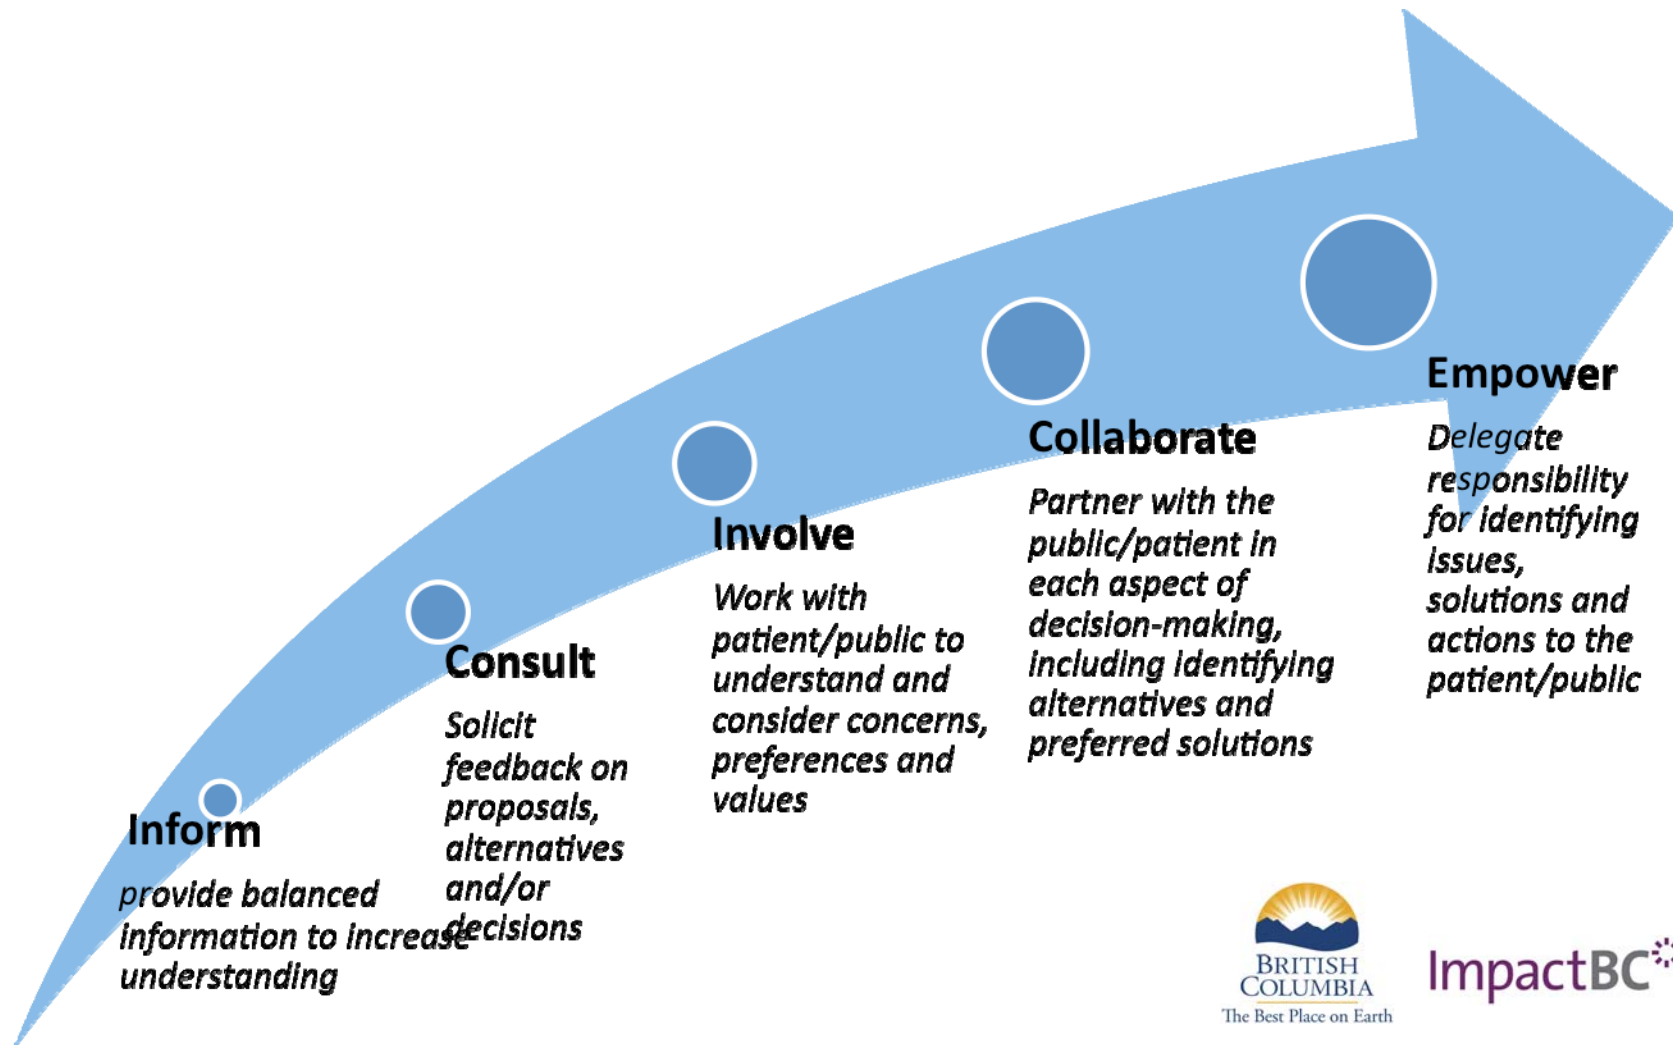 Inform
provide balanced
information to increase
understanding
Consult
Solicit
feedback on
proposals,
alternatives
and/or
decisions
Involve
Work with
patient/public to
understand and
consider concerns,
preferences and
values
Collaborate
Partner with the
public/patient in
each aspect of
decision-making,
including identifying
alternatives and
preferred solutions
Empower
Delegate
responsibility
for identifying
issues,
solutions and
actions to the
patient/public
BRITISH
COLUMBIA
The Best Place on Earth
ImpactBC